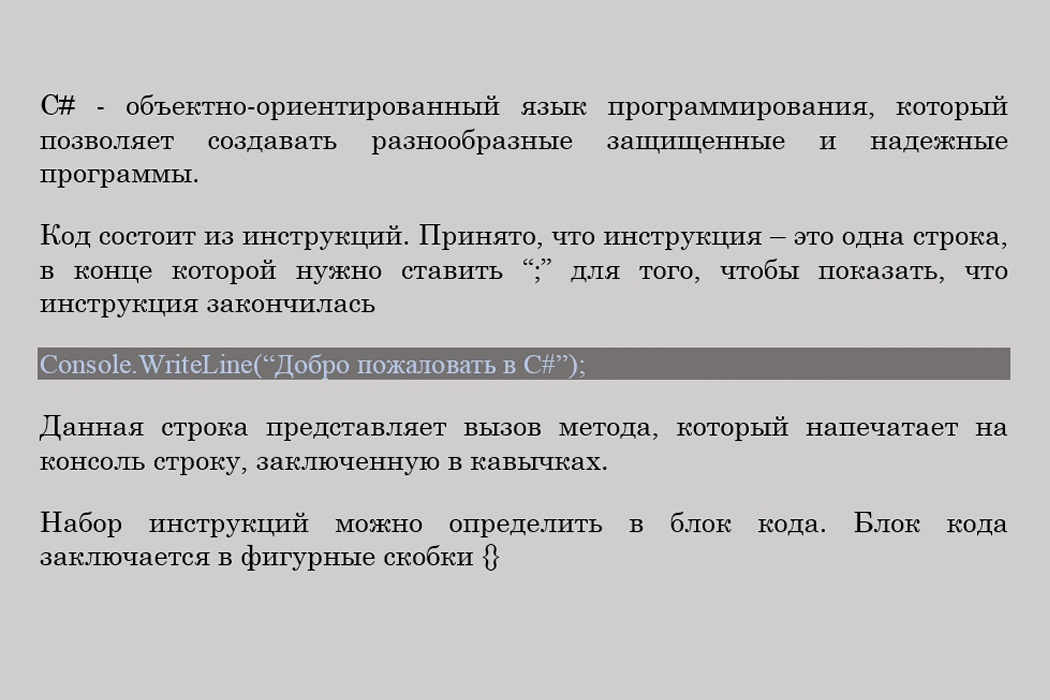 C# - объектно-ориентированный язык программирования, который
позволяет создавать разнообразные защищенные и надежные
программы.
Код состоит из инструкций. Принято, что инструкция – это одна строка,
в конце которой нужно ставить “;” для того, чтобы показать, что
инструкция закончилась
Console.WriteLine(“Добро пожаловать в C#”);
Данная строка представляет вызов метода, который напечатает на
консоль строку, заключенную в кавычках.
Набор инструкций можно определить в блок кода. Блок кода
заключается в фигурные скобки {}